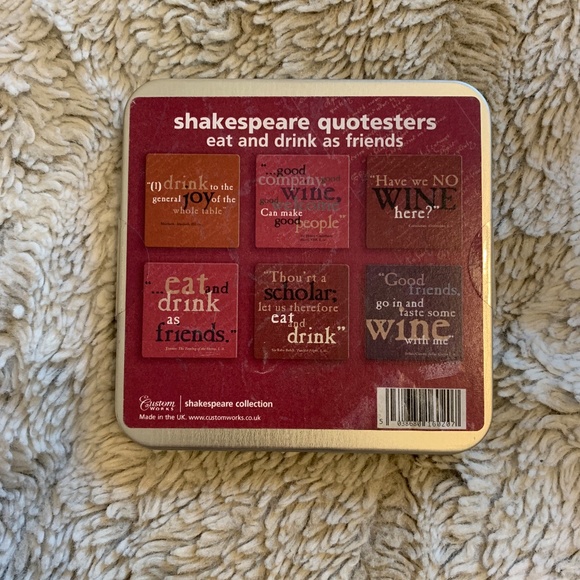 shakespeare quotesters
eat and drink as friends
"(I) drink to the
general joy of the
whole table"
"...good
company, good
wine,
good welcome
Can make
good people"
"Have we NO
WINE
here?"
"...eat and
drink
as
friends."
"Thou'rt a
scholar;
let us therefore
eat
and
drink"
"Good
friends,
go in and
taste some
wine
with me"
Custom
WORKS
shakespeare collection
Made in the UK. www.customworks.co.uk